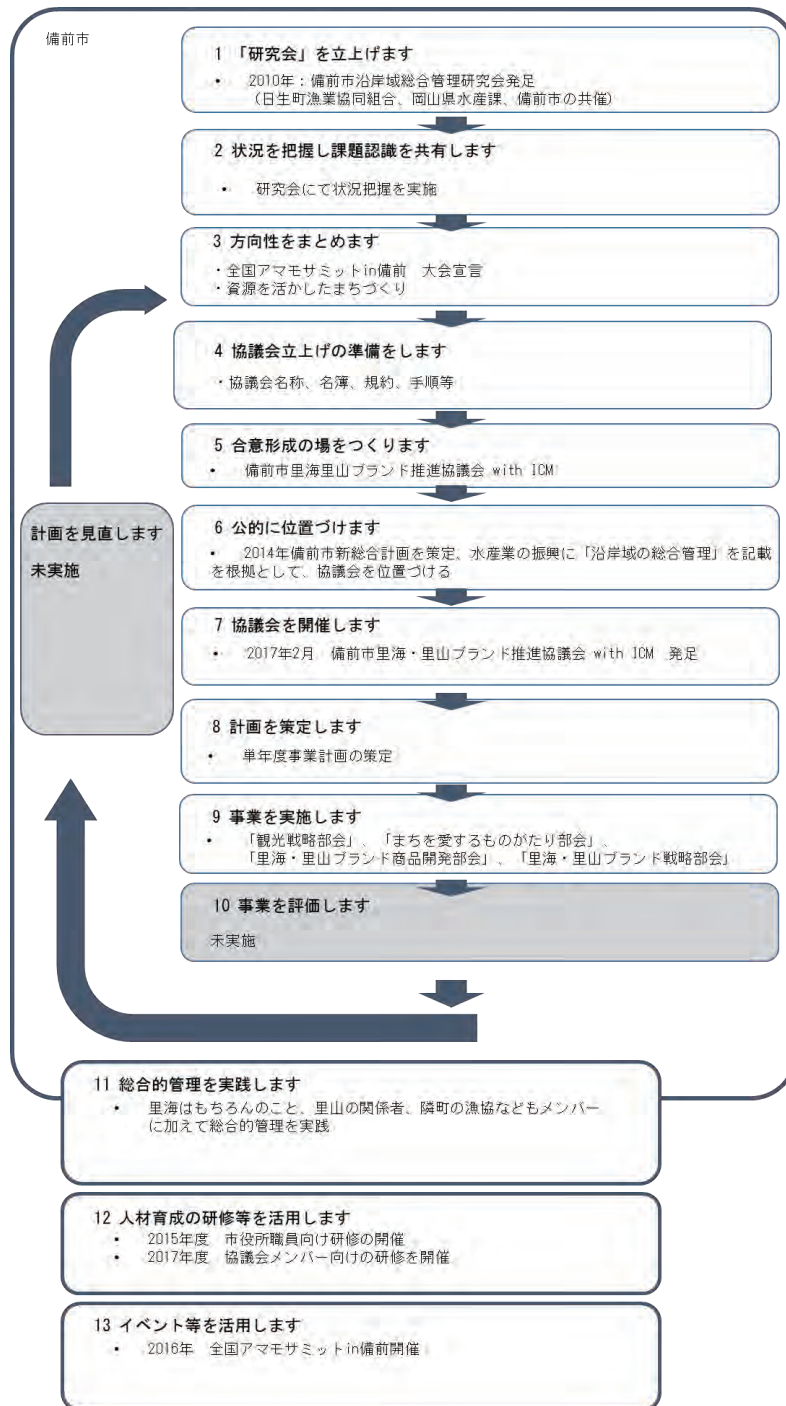 備前市
1 「研究会」を立上げます
• 2010年：備前市沿岸域総合管理研究会発足
（日生町漁業協同組合、岡山県水産課、備前市の共催）
2 状況を把握し課題認識を共有します
• 研究会にて状況把握を実施
3 方向性をまとめます
・全国アマモサミットin備前　大会宣言
・資源を活かしたまちづくり
4 協議会立上げの準備をします
・協議会名称、名簿、規約、手順等
5 合意形成の場をつくります
• 備前市里海里山ブランド推進協議会 with ICM
6 公的に位置づけます
• 2014年備前市新総合計画を策定、水産業の振興に「沿岸域の総合管理」を記載
を根拠として、協議会を位置づける
7 協議会を開催します
• 2017年2月　備前市里海・里山ブランド推進協議会 with ICM　発足
8 計画を策定します
• 単年度事業計画の策定
9 事業を実施します
• 「観光戦略部会」、「まちを愛するものがたり部会」、
「里海・里山ブランド商品開発部会」、「里海・里山ブランド戦略部会」
10 事業を評価します
未実施
計画を見直します
未実施
11 総合的管理を実践します
• 里海はもちろんのこと、里山の関係者、隣町の漁協などもメンバー
に加えて総合的管理を実践
12 人材育成の研修等を活用します
• 2015年度　市役所職員向け研修の開催
• 2017年度　協議会メンバー向けの研修を開催
13 イベント等を活用します
• 2016年　全国アマモサミットin備前開催